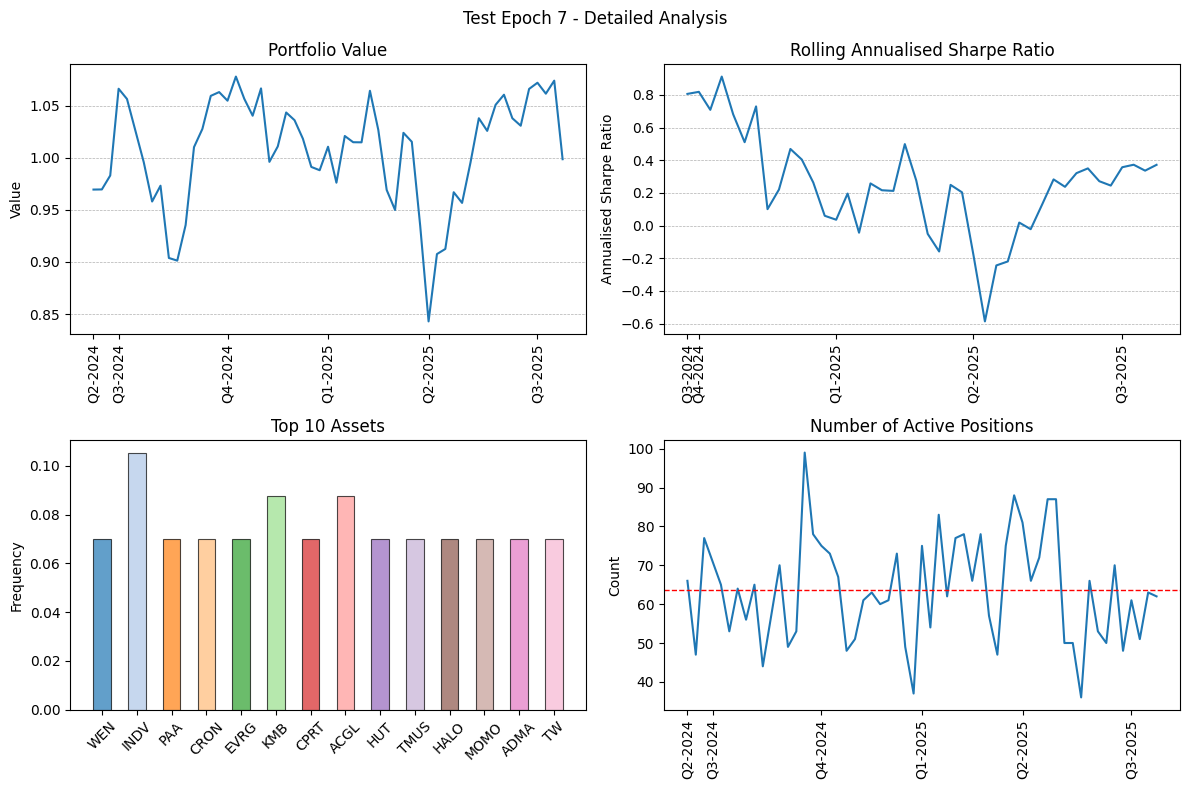 Test Epoch 7 - Detailed Analysis
Portfolio Value
Value
1.05
1.00
0.95
0.90
0.85
Q2-2024
Q3-2024
Q4-2024
Q1-2025
Q2-2025
Q3-2025
Rolling Annualised Sharpe Ratio
Annualised Sharpe Ratio
0.8
0.6
0.4
0.2
0.0
−0.2
−0.4
−0.6
Q3-2024
Q4-2024
Q1-2025
Q2-2025
Q3-2025
Top 10 Assets
Frequency
0.10
0.08
0.06
0.04
0.02
0.00
WEN
INDV
PAA
CRON
EVRG
KMB
CPRT
ACGL
HUT
TMUS
HALO
MOMO
ADMA
TW
Number of Active Positions
Count
100
90
80
70
60
50
40
Q2-2024
Q3-2024
Q4-2024
Q1-2025
Q2-2025
Q3-2025